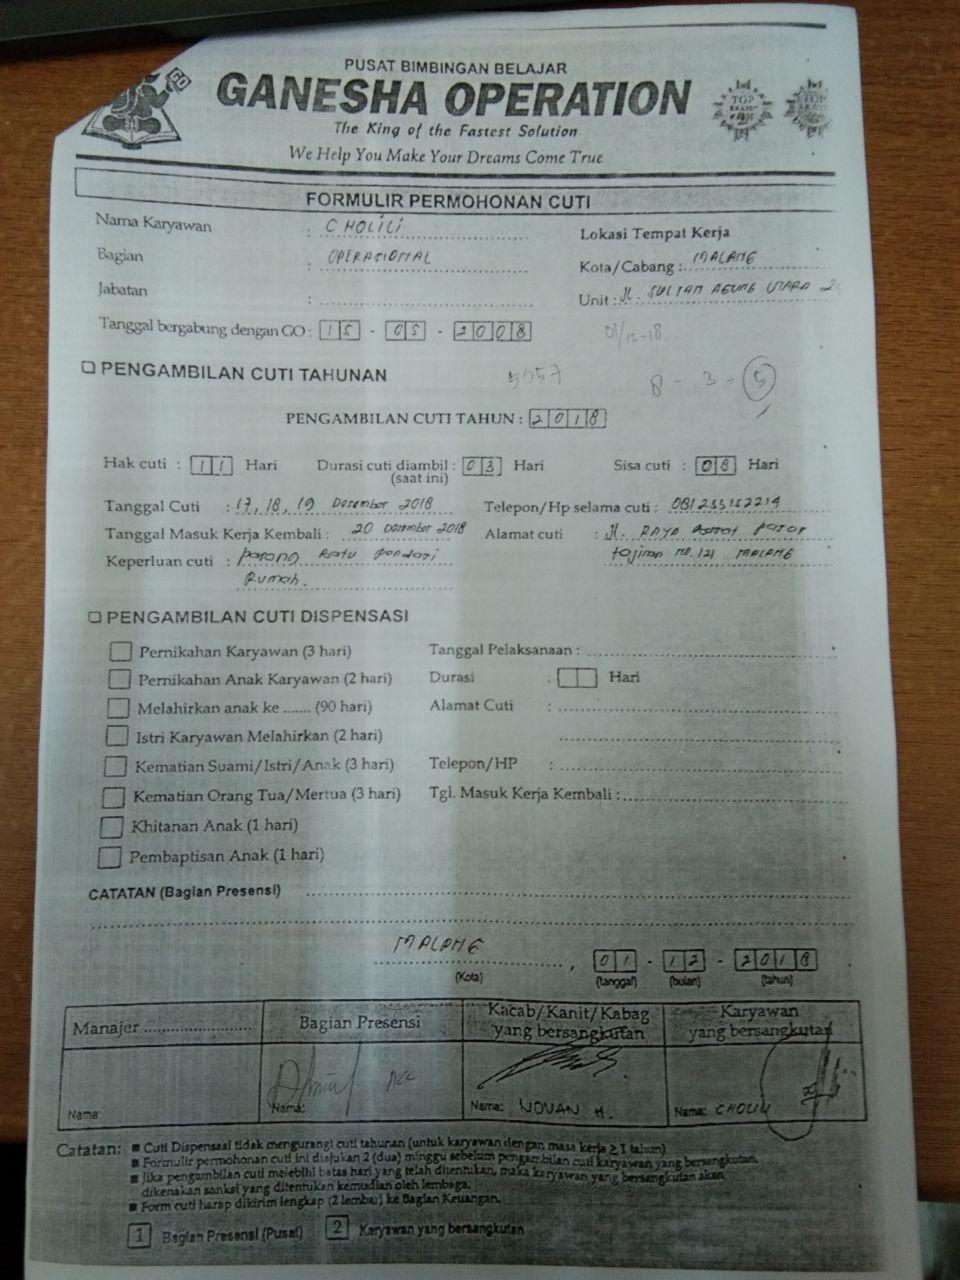 PUSAT BIMBINGAN BELAJAR
GO
GANESHA OPERATION
TOP
The King of the Fastest Solution
We Help You Make Your Dreams Come True
FORMULIR PERMOHONAN CUTI
Nama Karyawan : CHOLILI
Lokasi Tempat Kerja
Bagian : OPERASIONAL
Kota/Cabang : MALANG
Jabatan :
Unit : Jl. SULTAN AGUNG UTARA 2
Tanggal bergabung dengan GO : 15 - 05 - 2008
01/12-18
PENGAMBILAN CUTI TAHUNAN
8 - 3 = 5
PENGAMBILAN CUTI TAHUN : 2018
Hak cuti : 11 Hari Durasi cuti diambil : 03 Hari Sisa cuti : 08 Hari
(saat ini)
Tanggal Cuti : 17, 18, 19 Desember 2018 Telepon/Hp selama cuti : 081233152214
Tanggal Masuk Kerja Kembali : 20 Desember 2018 Alamat cuti : Jl. RAYA
Keperluan cuti : pasang Batu pondasi
tajinan no. 121 MALANG
Rumah.
PENGAMBILAN CUTI DISPENSASI
Pernikahan Karyawan (3 hari) Tanggal Pelaksanaan :
Pernikahan Anak Karyawan (2 hari) Durasi : Hari
Melahirkan anak ke ....... (90 hari) Alamat Cuti :
Istri Karyawan Melahirkan (2 hari)
Kematian Suami/Istri/Anak (3 hari) Telepon/HP :
Kematian Orang Tua/Mertua (3 hari) Tgl. Masuk Kerja Kembali :
Khitanan Anak (1 hari)
Pembaptisan Anak (1 hari)
CATATAN (Bagian Presensi)
MALANG , 01 - 12 - 2018
(Kota) (tanggal) (bulan) (tahun)
Manajer ........................ Bagian Presensi Kacab/Kanit/Kabag yang bersangkutan Karyawan yang bersangkutan
ACC
Nama: Nama: Nama: NOVAN H. Nama: CHOLILI
Catatan: ■ Cuti Dispensasi tidak mengurangi cuti tahunan (untuk karyawan dengan masa kerja ≥ 1 tahun)
■ Formulir permohonan cuti ini diajukan 2 (dua) minggu sebelum pengambilan cuti karyawan yang bersangkutan.
■ Jika pengambilan cuti melebihi batas hari yang telah ditentukan, maka karyawan yang bersangkutan akan
dikenakan sanksi yang ditentukan kemudian oleh lembaga.
■ Form cuti harap dikirim lengkap (2 lembar) ke Bagian Keuangan.
1 Bagian Presensi (Pusat) 2 Karyawan yang bersangkutan